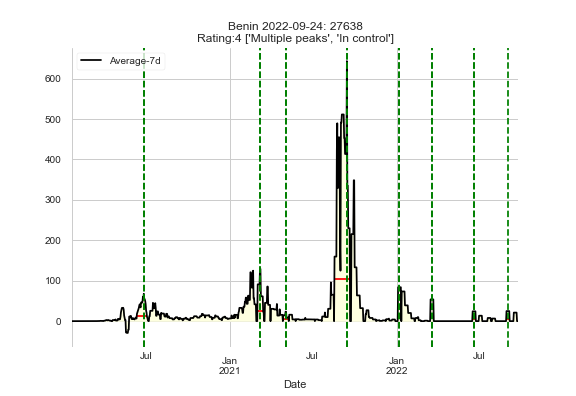 Benin 2022-09-24: 27638
Rating:4 ['Multiple peaks', 'In control']
Average-7d
600
500
400
300
200
100
0
Jul
Jan
2021
Jul
Jan
2022
Jul
Date